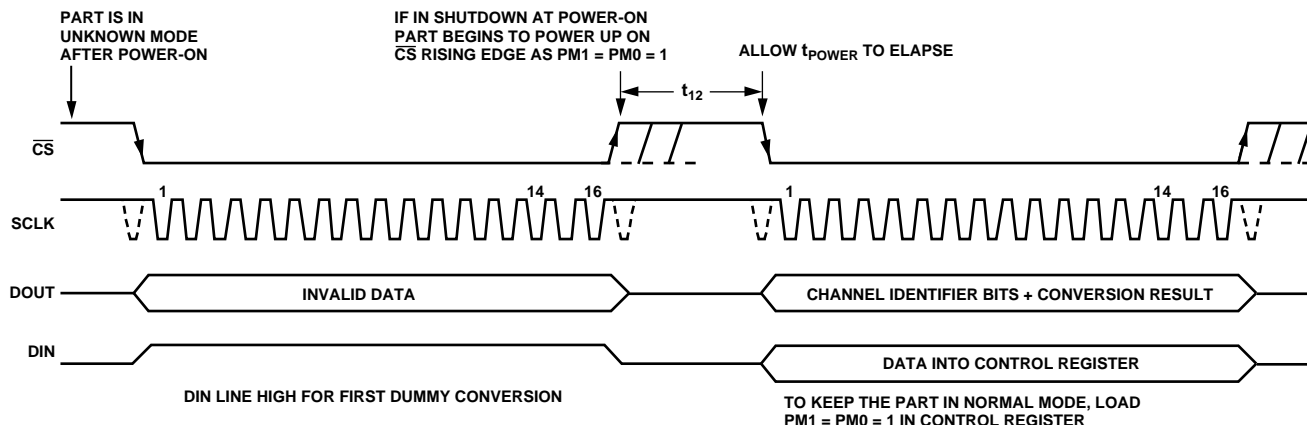 PART IS IN
UNKNOWN MODE
AFTER POWER-ON
IF IN SHUTDOWN AT POWER-ON
PART BEGINS TO POWER UP ON
C̅S̅ RISING EDGE AS PM1 = PM0 = 1
ALLOW tPOWER TO ELAPSE
t12
C̅S̅
1
14
16
1
14
16
SCLK
DOUT
INVALID DATA
CHANNEL IDENTIFIER BITS + CONVERSION RESULT
DIN
DATA INTO CONTROL REGISTER
DIN LINE HIGH FOR FIRST DUMMY CONVERSION
TO KEEP THE PART IN NORMAL MODE, LOAD
PM1 = PM0 = 1 IN CONTROL REGISTER